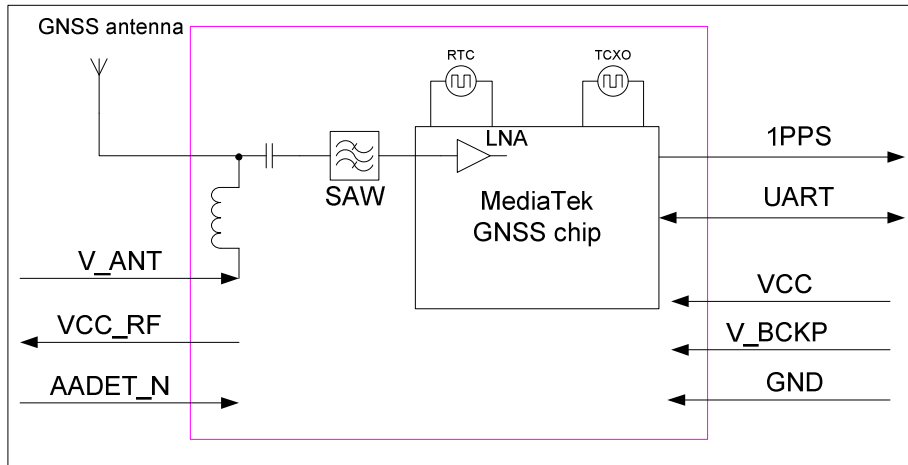 GNSS antenna
RTC
TCXO
LNA
SAW
MediaTek
GNSS chip
1PPS
UART
V_ANT
VCC_RF
AADET_N
VCC
V_BCKP
GND